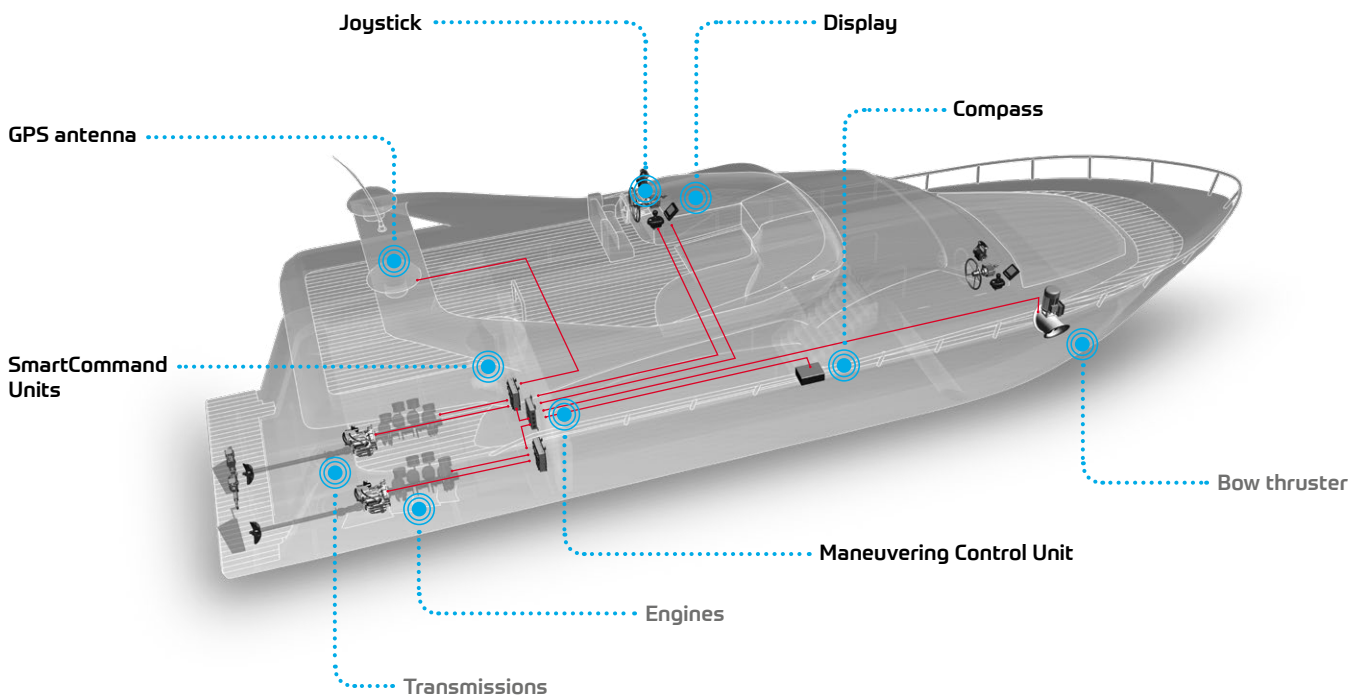 Joystick
Display
Compass
GPS antenna
SmartCommand
Units
Bow thruster
Maneuvering Control Unit
Engines
Transmissions